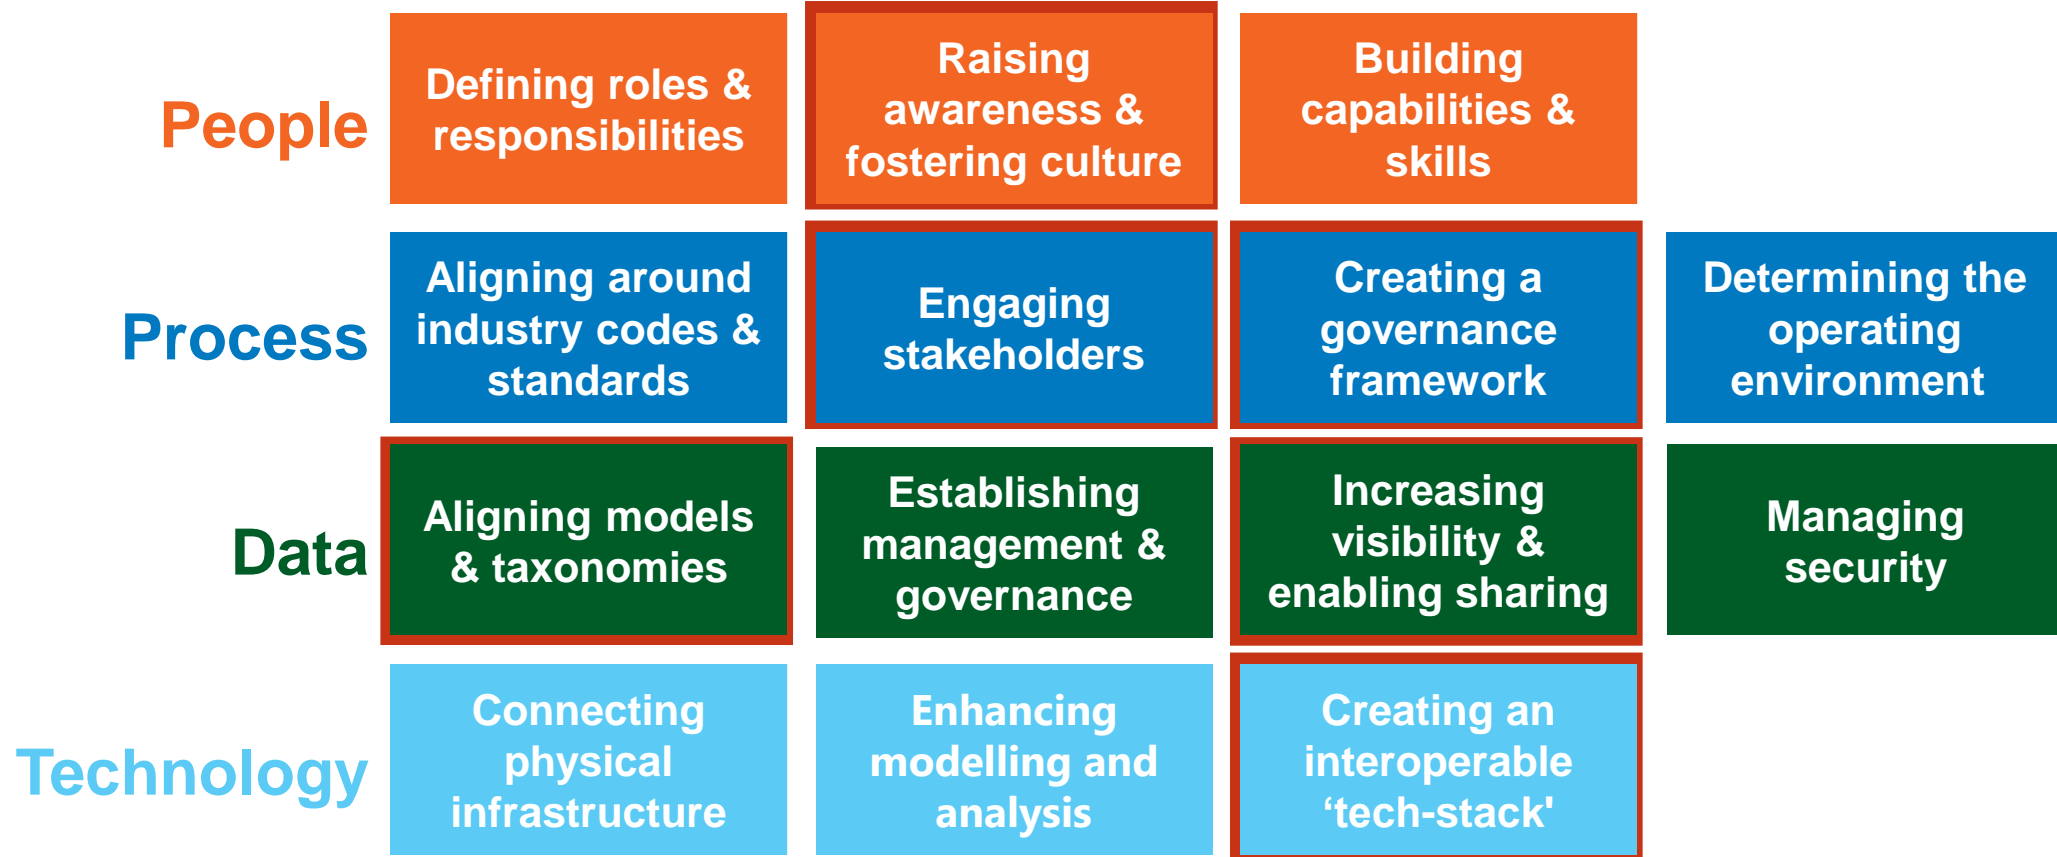 People
Defining roles &
responsibilities
Raising
awareness &
fostering culture
Building
capabilities &
skills
Process
Aligning around
industry codes &
standards
Engaging
stakeholders
Creating a
governance
framework
Determining the
operating
environment
Data
Aligning models
& taxonomies
Establishing
management &
governance
Increasing
visibility &
enabling sharing
Managing
security
Technology
Connecting
physical
infrastructure
Enhancing
modelling and
analysis
Creating an
interoperable
‘tech-stack'